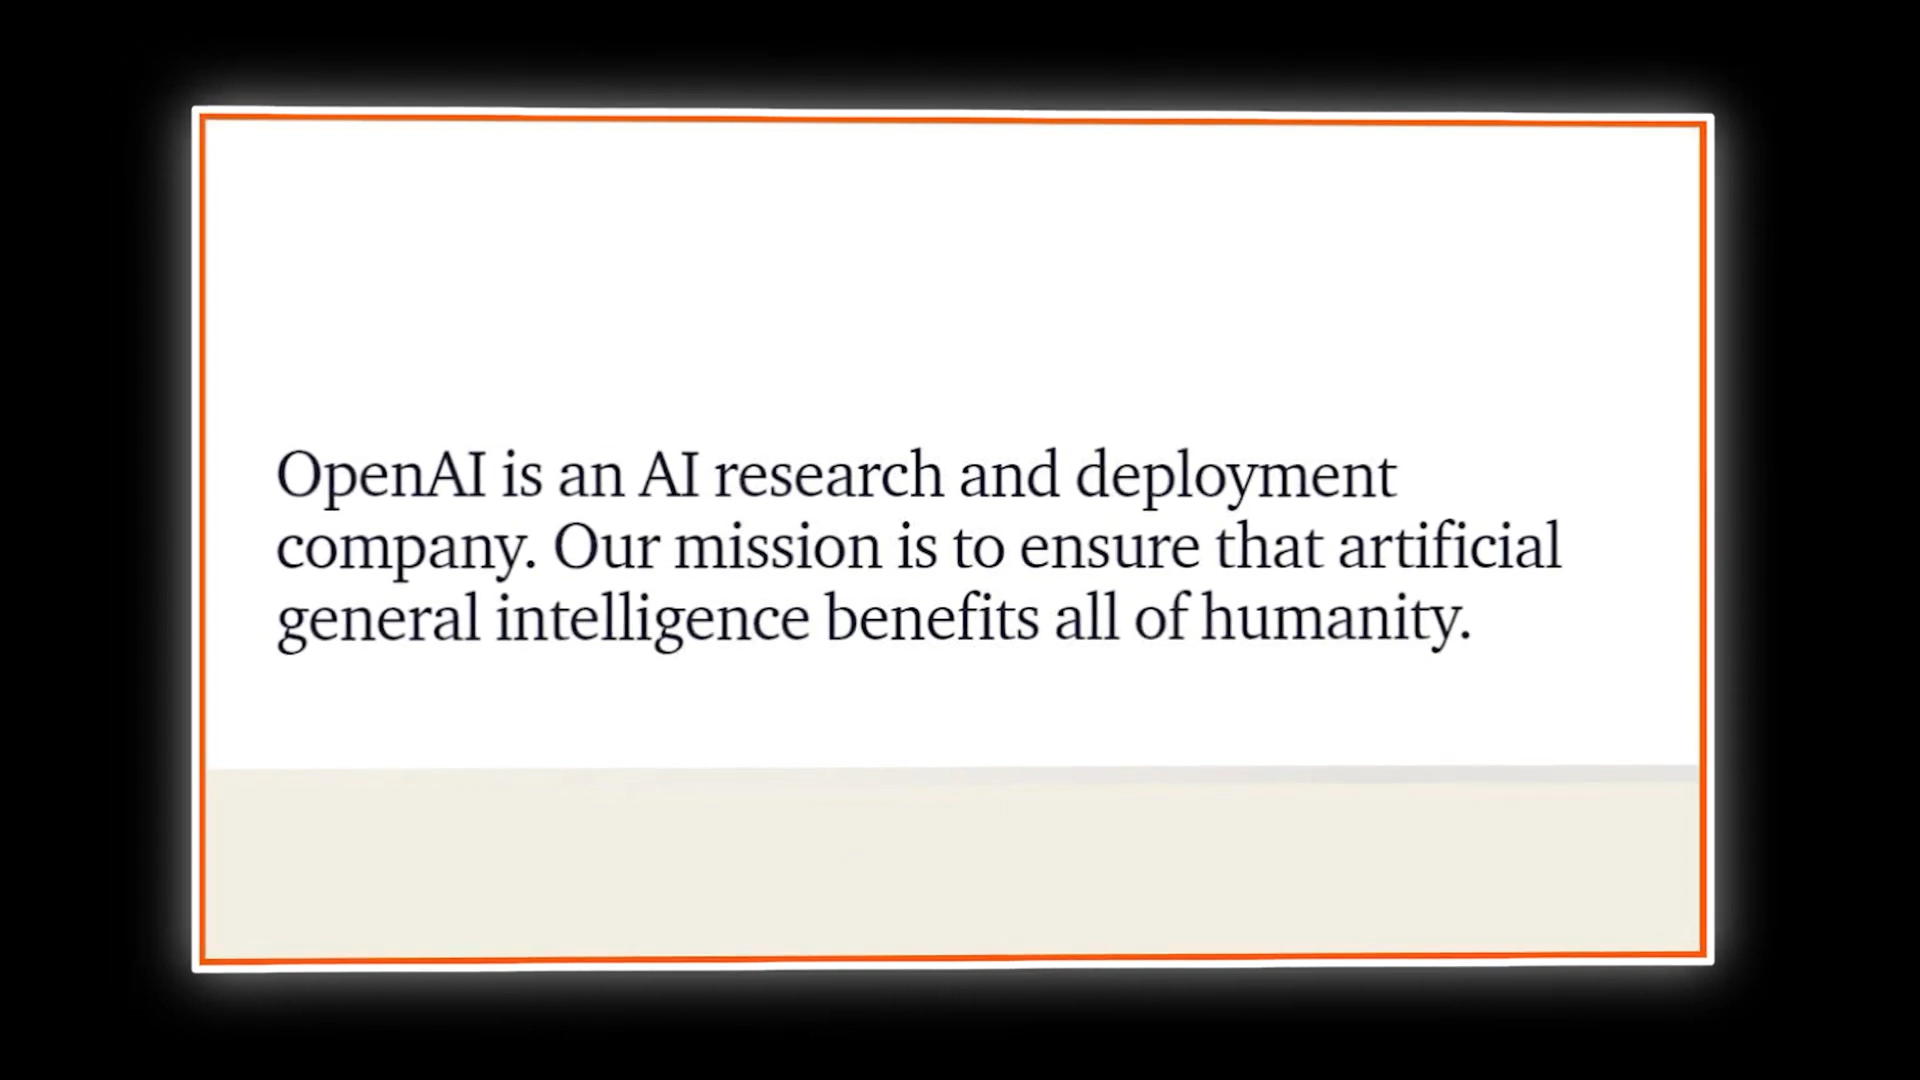 OpenAI is an AI research and deployment
company. Our mission is to ensure that artificial
general intelligence benefits all of humanity.